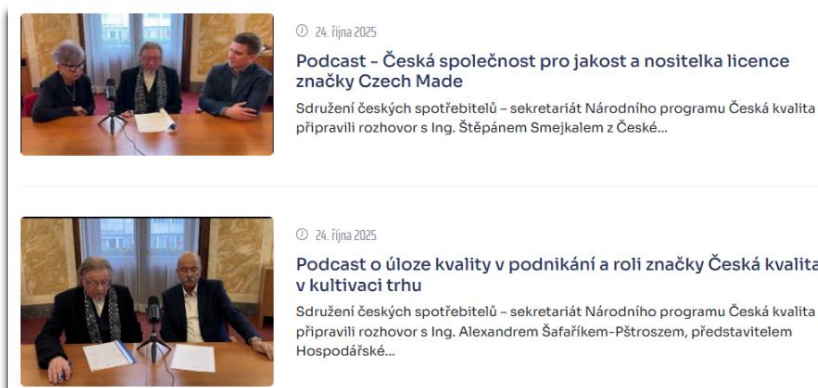 24. října 2025
Podcast – Česká společnost pro jakost a nositelka licence
značky Czech Made
Sdružení českých spotřebitelů – sekretariát Národního programu Česká kvalita
připravili rozhovor s Ing. Štěpánem Smejkalem z České...
24. října 2025
Podcast o úloze kvality v podnikání a roli značky Česká kvalita
v kultivaci trhu
Sdružení českých spotřebitelů – sekretariát Národního programu Česká kvalita
připravili rozhovor s Ing. Alexandrem Šafaříkem-Pštroszem, představitelem
Hospodářské...